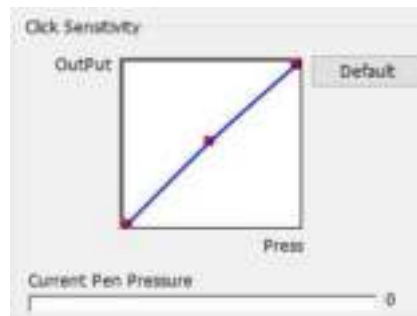 Click Sensitivity
OutPut
Default
Press
Current Pen Pressure
0